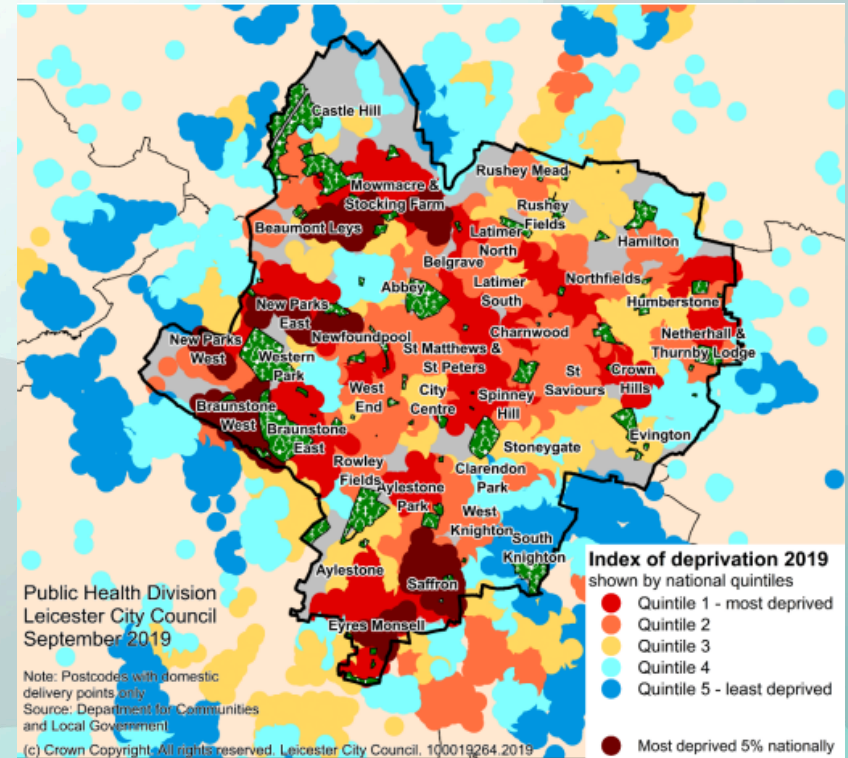 Castle Hill
Rushey Mead
Mowmacre &
Stocking Farm
Rushey
Fields
Beaumont Leys
Latimer
North
Hamilton
Belgrave
Abbey
Latimer
South
Northfields
New Parks
East
Humberstone
Newfoundpool
Charnwood
Netherhall &
Thurnby Lodge
New Parks
West
Western
Park
St Matthews &
St Peters
St
Saviours
Crown
Hills
West
End
City
Centre
Spinney
Hill
Braunstone
West
Braunstone
East
Stoneygate
Evington
Rowley
Fields
Clarendon
Park
Aylestone
Park
West
Knighton
South
Knighton
Aylestone
Saffron
Eyres Monsell
Public Health Division
Leicester City Council
September 2019
Note: Postcodes with domestic
delivery points only
Source: Department for Communities
and Local Government
(c) Crown Copyright. All rights reserved. Leicester City Council. 100019264.2019
Index of deprivation 2019
shown by national quintiles
Quintile 1 - most deprived
Quintile 2
Quintile 3
Quintile 4
Quintile 5 - least deprived
Most deprived 5% nationally